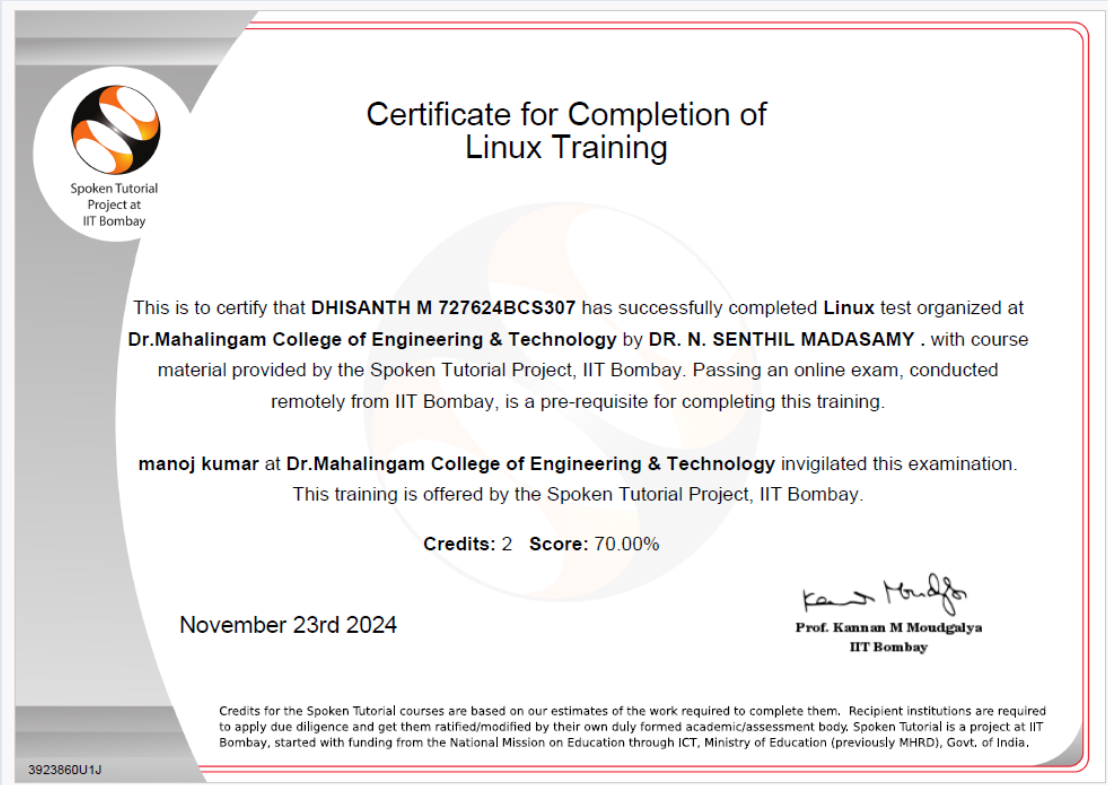 Spoken Tutorial
Project at
IIT Bombay
Certificate for Completion of
Linux Training
This is to certify that DHISANTH M 727624BCS307 has successfully completed Linux test organized at
Dr.Mahalingam College of Engineering & Technology by DR. N. SENTHIL MADASAMY . with course
material provided by the Spoken Tutorial Project, IIT Bombay. Passing an online exam, conducted
remotely from IIT Bombay, is a pre-requisite for completing this training.
manoj kumar at Dr.Mahalingam College of Engineering & Technology invigilated this examination.
This training is offered by the Spoken Tutorial Project, IIT Bombay.
Credits: 2 Score: 70.00%
November 23rd 2024
Kannan Moudgalya
Prof. Kannan M Moudgalya
IIT Bombay
Credits for the Spoken Tutorial courses are based on our estimates of the work required to complete them. Recipient institutions are required
to apply due diligence and get them ratified/modified by their own duly formed academic/assessment body. Spoken Tutorial is a project at IIT
Bombay, started with funding from the National Mission on Education through ICT, Ministry of Education (previously MHRD), Govt. of India.
3923860U1J